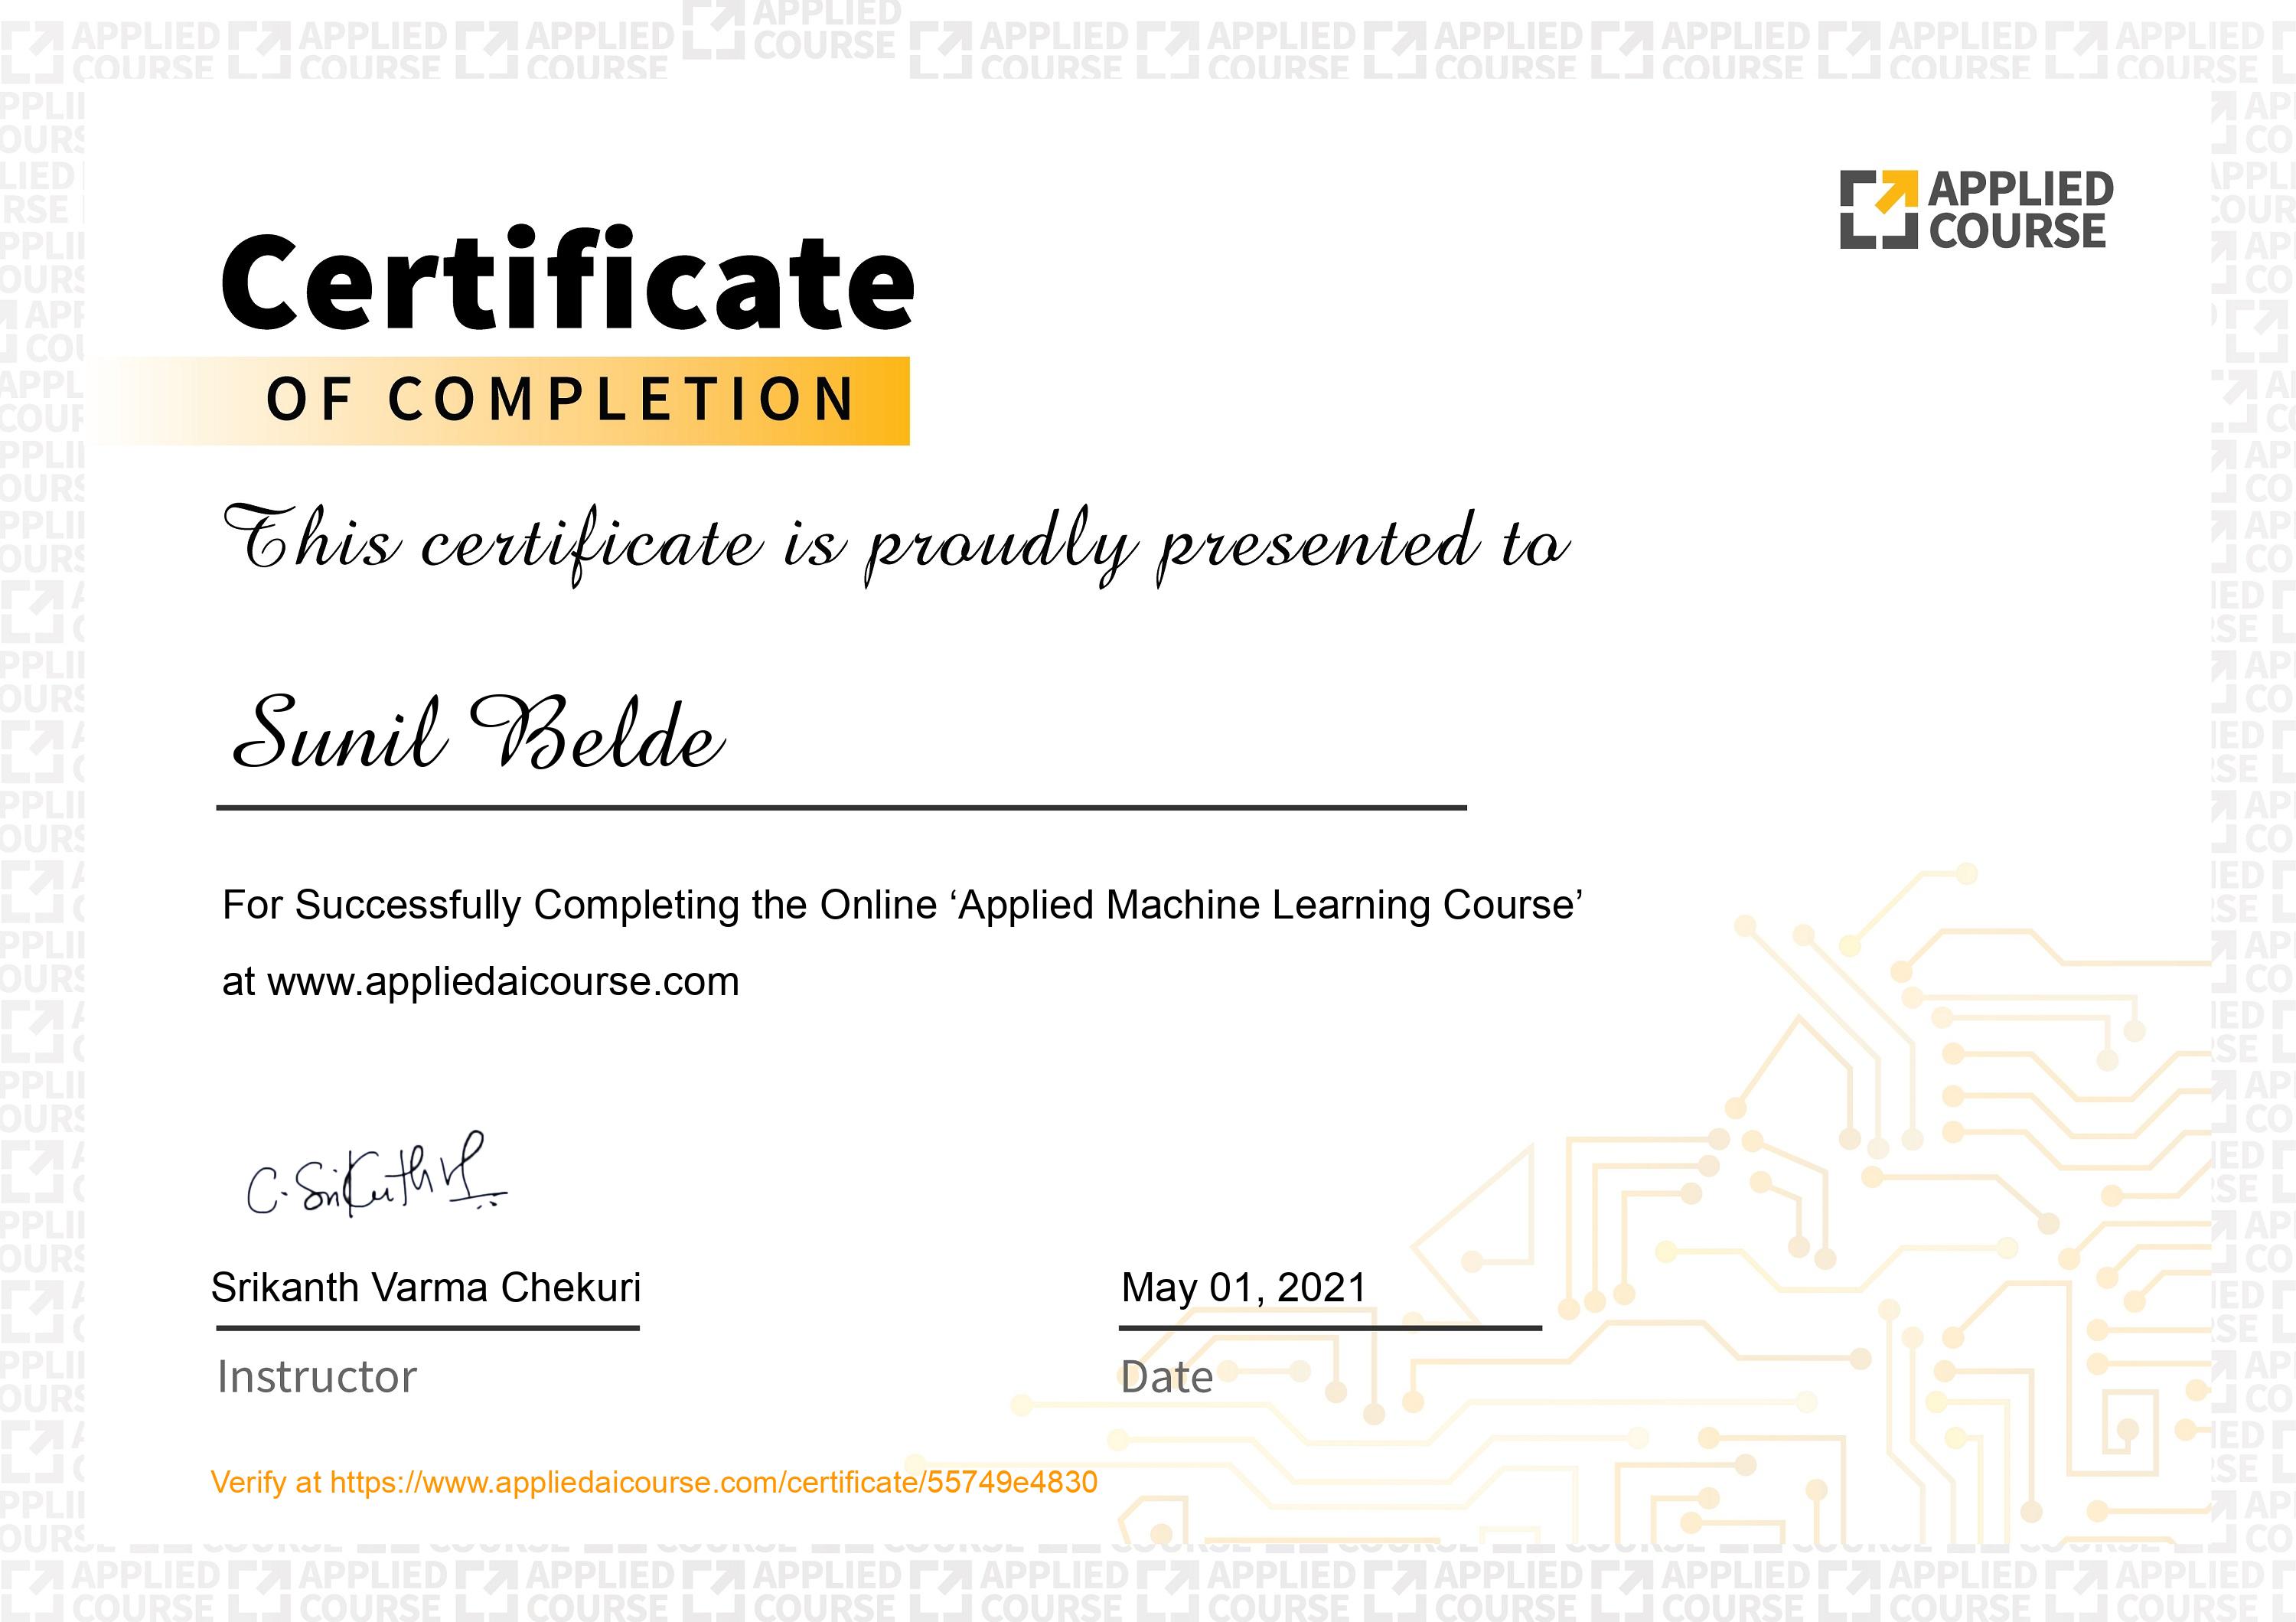 APPLIED
COURSE
Certificate
OF COMPLETION
This certificate is proudly presented to
Sunil Belde
For Successfully Completing the Online ‘Applied Machine Learning Course’
at www.appliedaicourse.com
C. Srikanth V
Srikanth Varma Chekuri
May 01, 2021
Instructor
Date
Verify at https://www.appliedaicourse.com/certificate/55749e4830